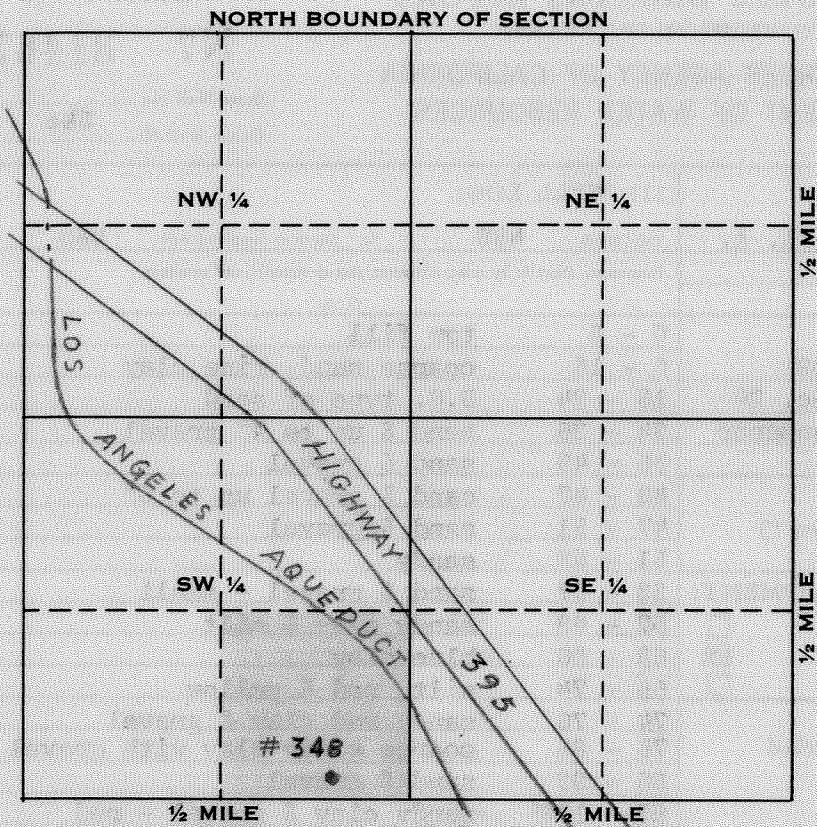 NORTH BOUNDARY OF SECTION
NW ¼
NE ¼
½ MILE
LOS
ANGELES
AQUEDUCT
HIGHWAY
395
SW ¼
SE ¼
½ MILE
# 348
½ MILE
½ MILE